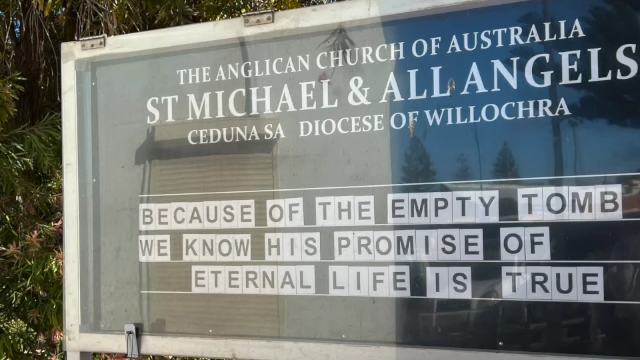 THE ANGLICAN CHURCH OF AUSTRALIA
ST MICHAEL & ALL ANGELS
CEDUNA SA DIOCESE OF WILLOCHRA
BECAUSE OF THE EMPTY TOMB
WE KNOW HIS PROMISE OF
ETERNAL LIFE IS TRUE